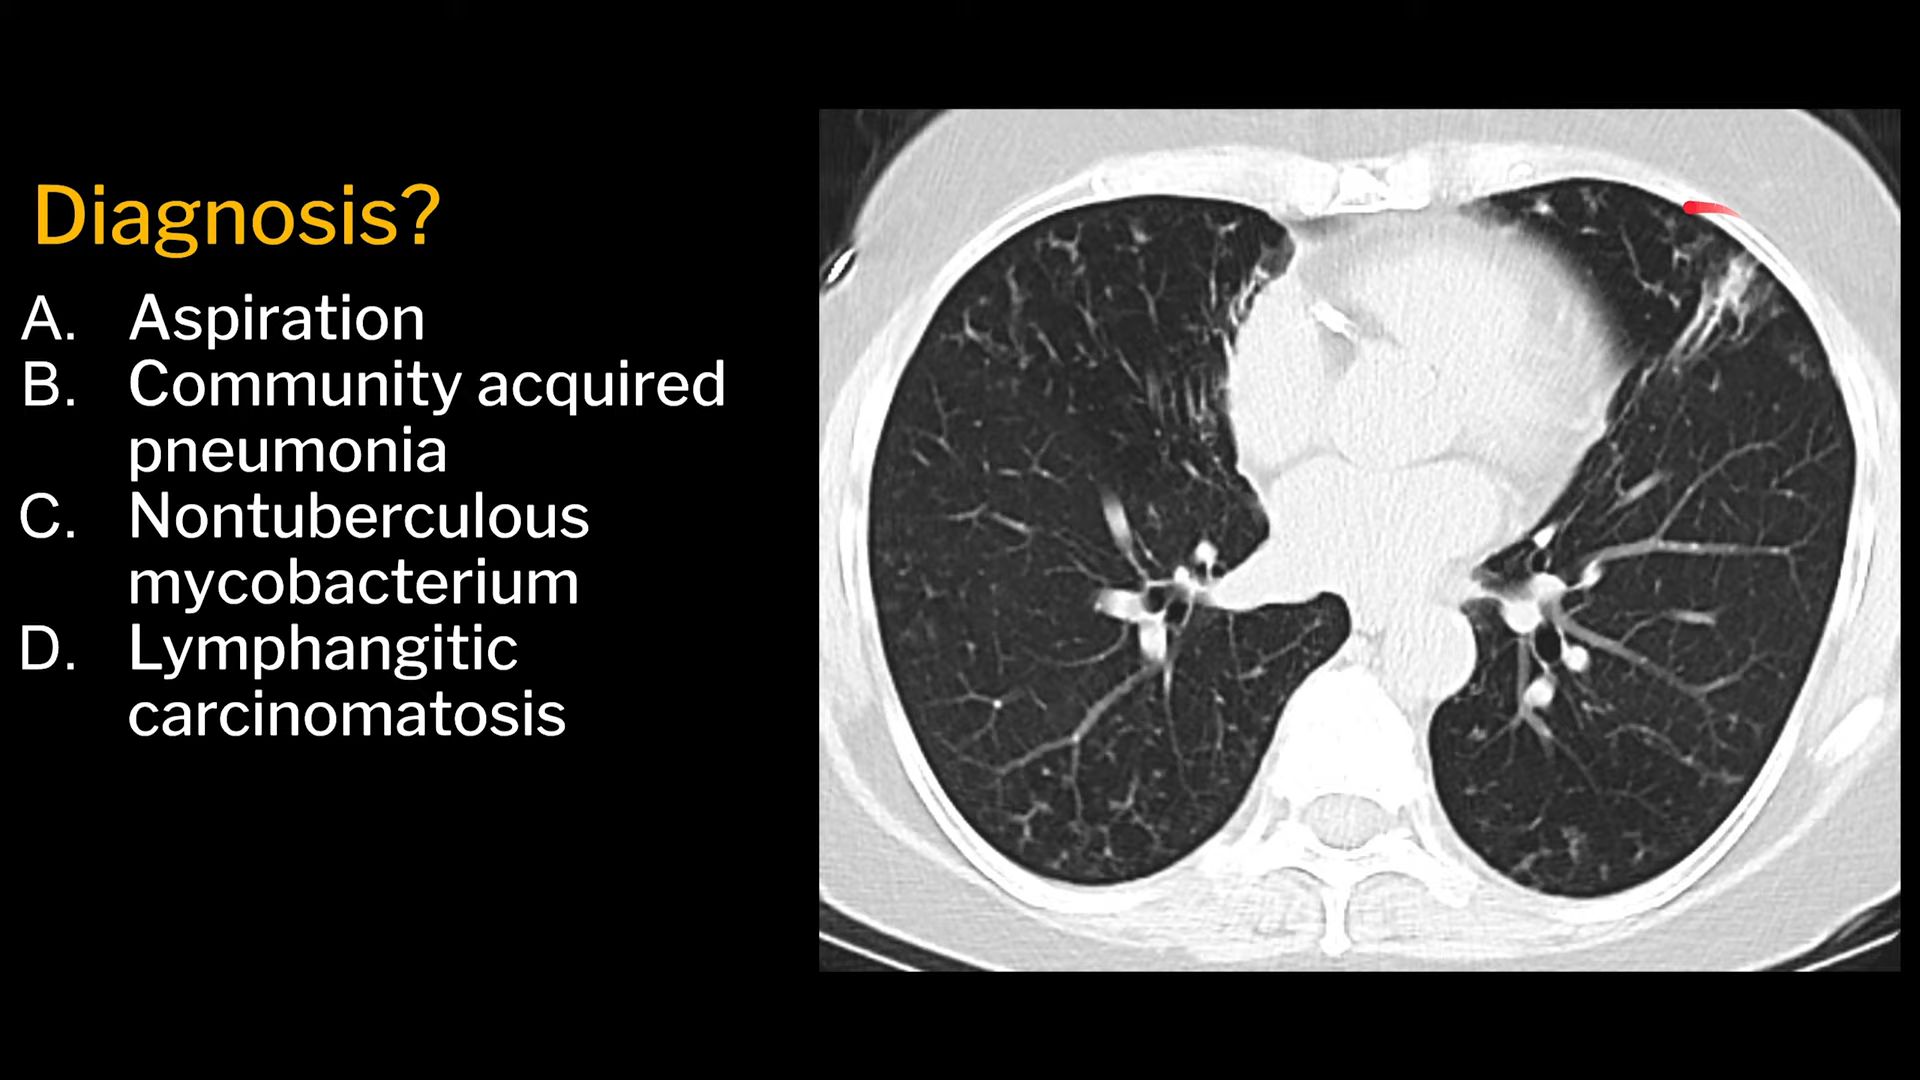 Diagnosis?
A. Aspiration
B. Community acquired
pneumonia
C. Nontuberculous
mycobacterium
D. Lymphangitic
carcinomatosis